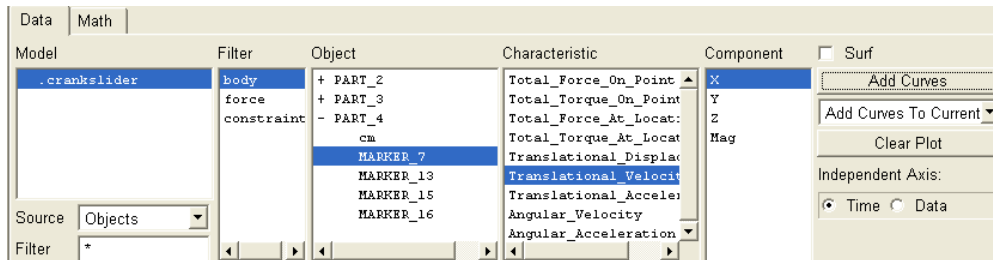 Data Math
Model Filter Object Characteristic Component Surf
.crankslider body + PART_2 Total_Force_On_Point X Add Curves
force + PART_3 Total_Torque_On_Point Y
constraint - PART_4 Total_Force_At_Locat: Z Add Curves To Current
cm Total_Torque_At_Locat Mag Clear Plot
MARKER_7 Translational_Displac
MARKER_13 Translational_Velocit Independent Axis:
MARKER_15 Translational_Acceler
Source Objects MARKER_16 Angular_Velocity Time Data
Filter * Angular_Acceleration